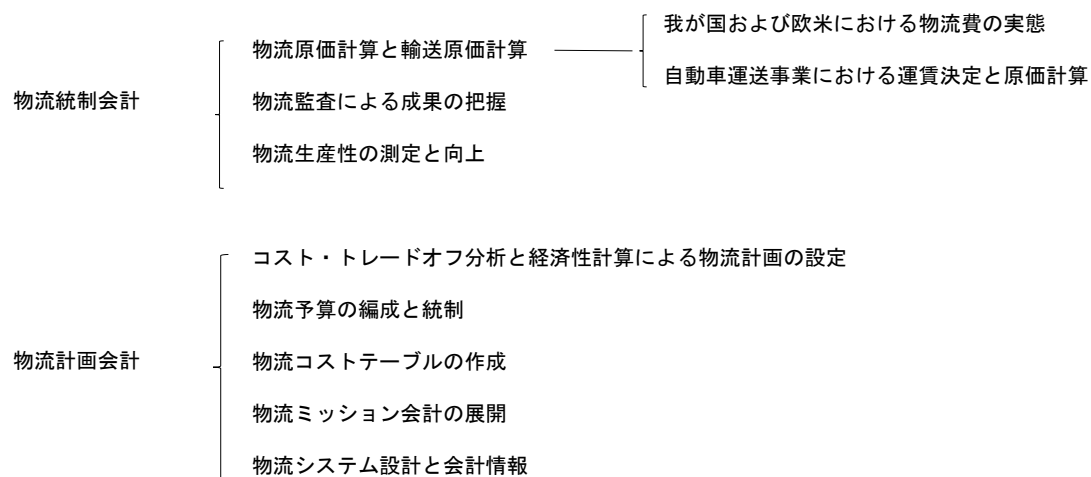 我が国および欧米における物流費の実態
物流原価計算と輸送原価計算
自動車運送事業における運賃決定と原価計算
物流統制会計
物流監査による成果の把握
物流生産性の測定と向上
コスト・トレードオフ分析と経済性計算による物流計画の設定
物流予算の編成と統制
物流計画会計
物流コストテーブルの作成
物流ミッション会計の展開
物流システム設計と会計情報